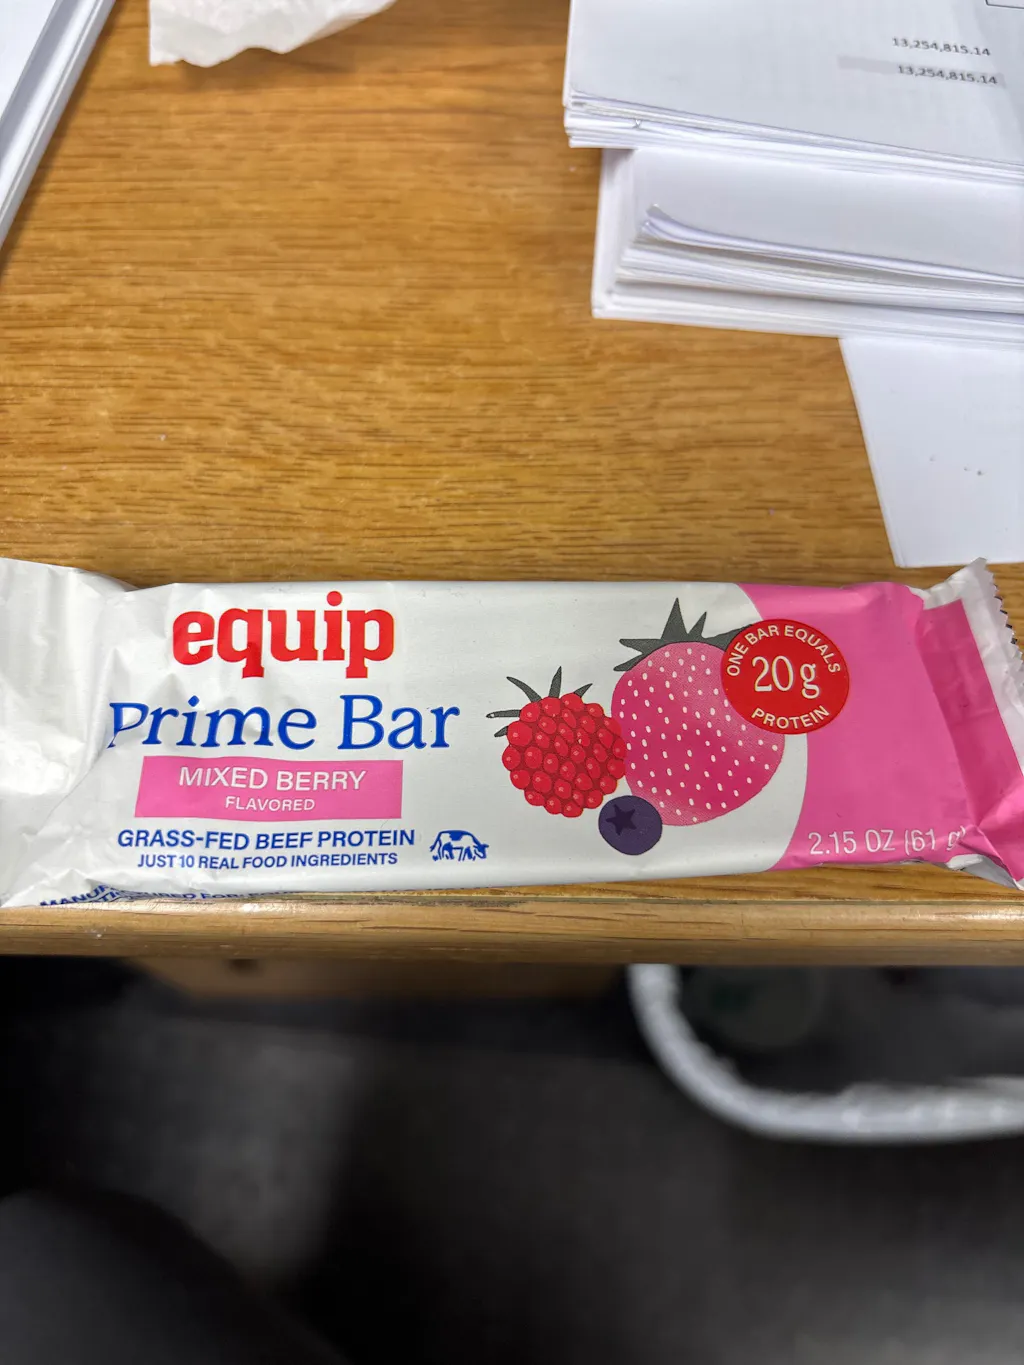 13,254,815.14
13,254,815.14
equip
Prime Bar
MIXED BERRY
FLAVORED
GRASS-FED BEEF PROTEIN
JUST 10 REAL FOOD INGREDIENTS
ONE BAR EQUALS
20g
PROTEIN
2.15 OZ (61 g)